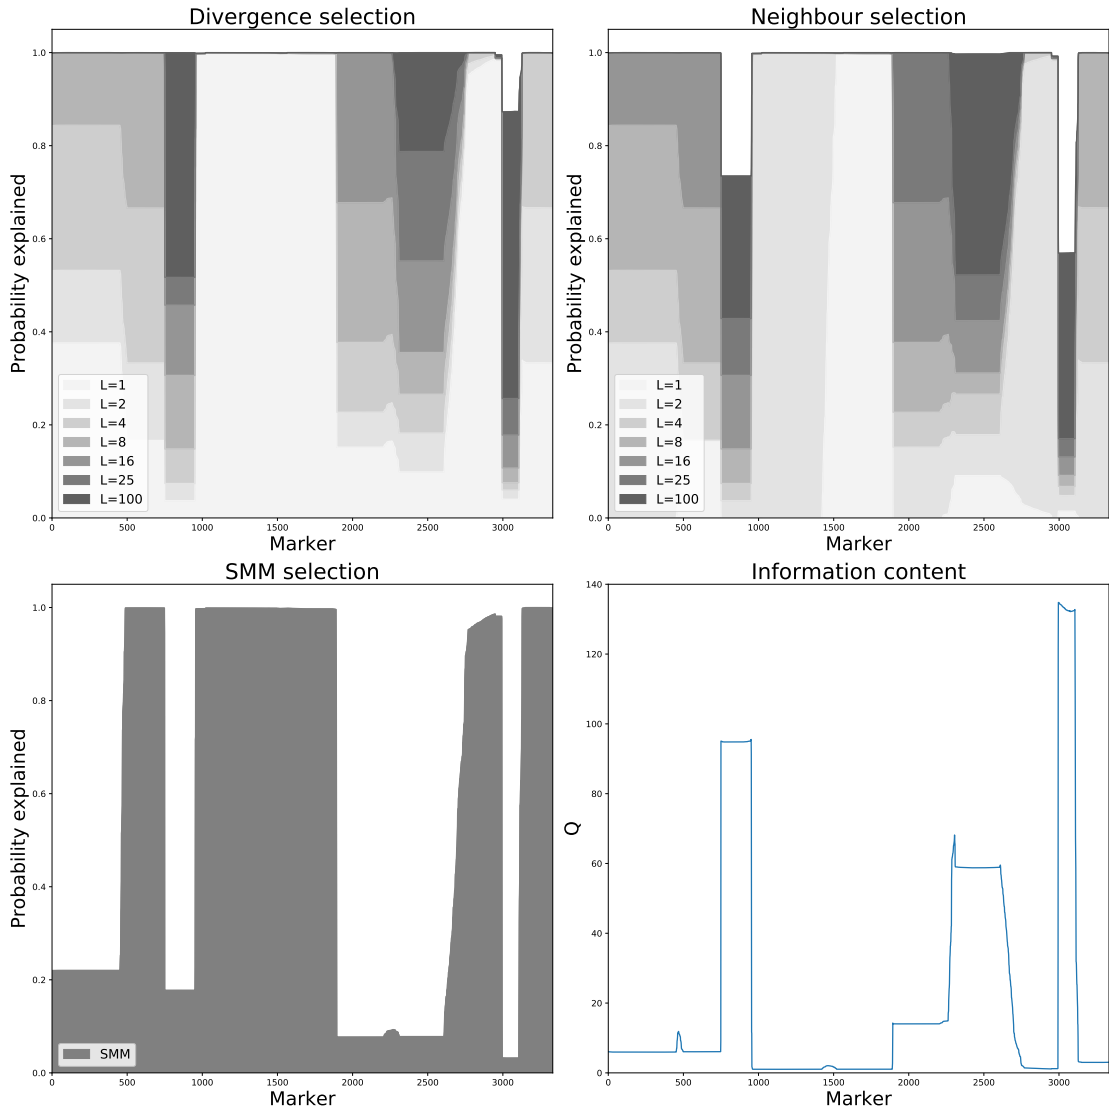 Divergence selection
Probability explained
1.0
0.8
0.6
0.4
0.2
0.0
L=1
L=2
L=4
L=8
L=16
L=25
L=100
0 500 1000 1500 2000 2500 3000
Marker
Neighbour selection
Probability explained
1.0
0.8
0.6
0.4
0.2
0.0
L=1
L=2
L=4
L=8
L=16
L=25
L=100
0 500 1000 1500 2000 2500 3000
Marker
SMM selection
Probability explained
1.0
0.8
0.6
0.4
0.2
0.0
SMM
0 500 1000 1500 2000 2500 3000
Marker
Information content
Q
140
120
100
80
60
40
20
0
0 500 1000 1500 2000 2500 3000
Marker